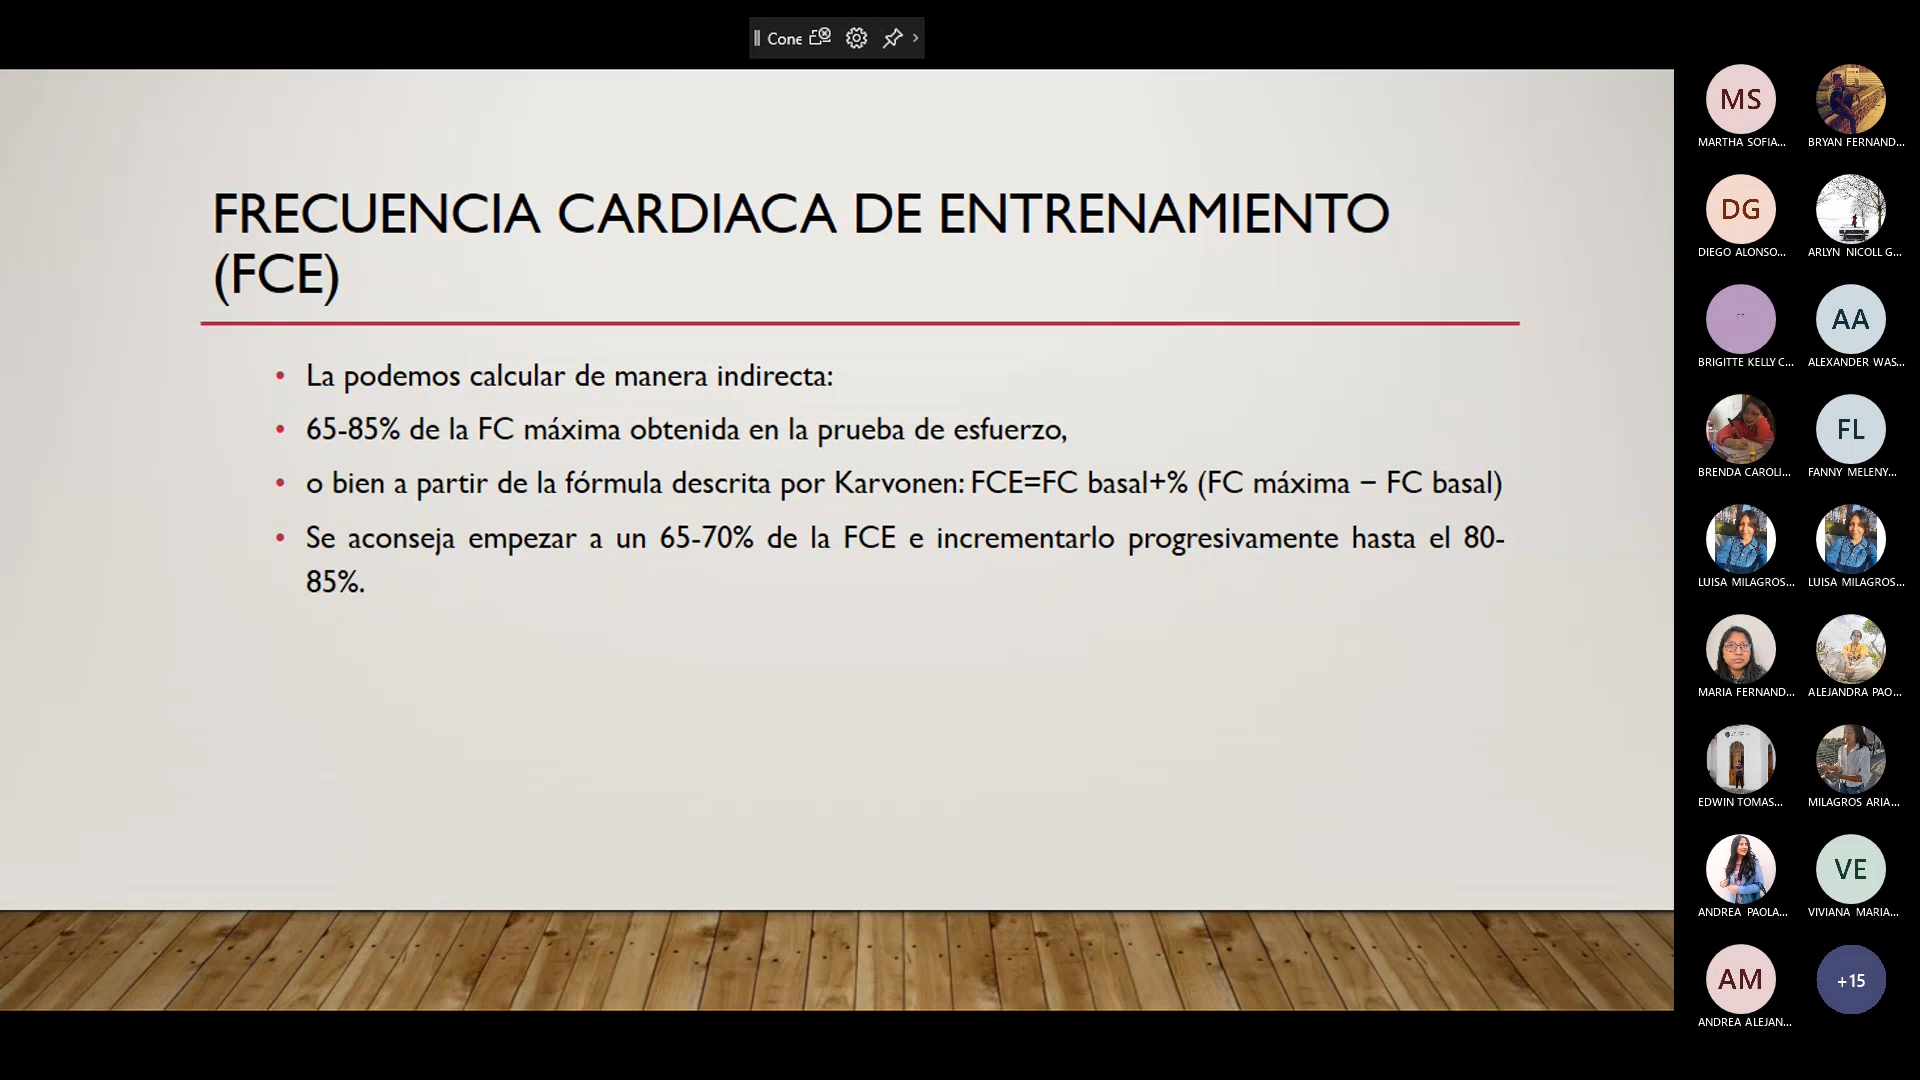 Cone
FRECUENCIA CARDIACA DE ENTRENAMIENTO
(FCE)
• La podemos calcular de manera indirecta:
• 65-85% de la FC máxima obtenida en la prueba de esfuerzo,
• o bien a partir de la fórmula descrita por Karvonen: FCE=FC basal+% (FC máxima − FC basal)
• Se aconseja empezar a un 65-70% de la FCE e incrementarlo progresivamente hasta el 80-
85%.
MS
MARTHA SOFIA...
BRYAN FERNAND...
DG
DIEGO ALONSO...
ARLYN NICOLL G...
BRIGITTE KELLY C...
AA
ALEXANDER WAS...
BRENDA CAROLI...
FL
FANNY MELENY...
LUISA MILAGROS...
LUISA MILAGROS...
MARIA FERNAND...
ALEJANDRA PAO...
EDWIN TOMAS...
MILAGROS ARIA...
ANDREA PAOLA...
VE
VIVIANA MARIA...
AM
ANDREA ALEJAN...
+15